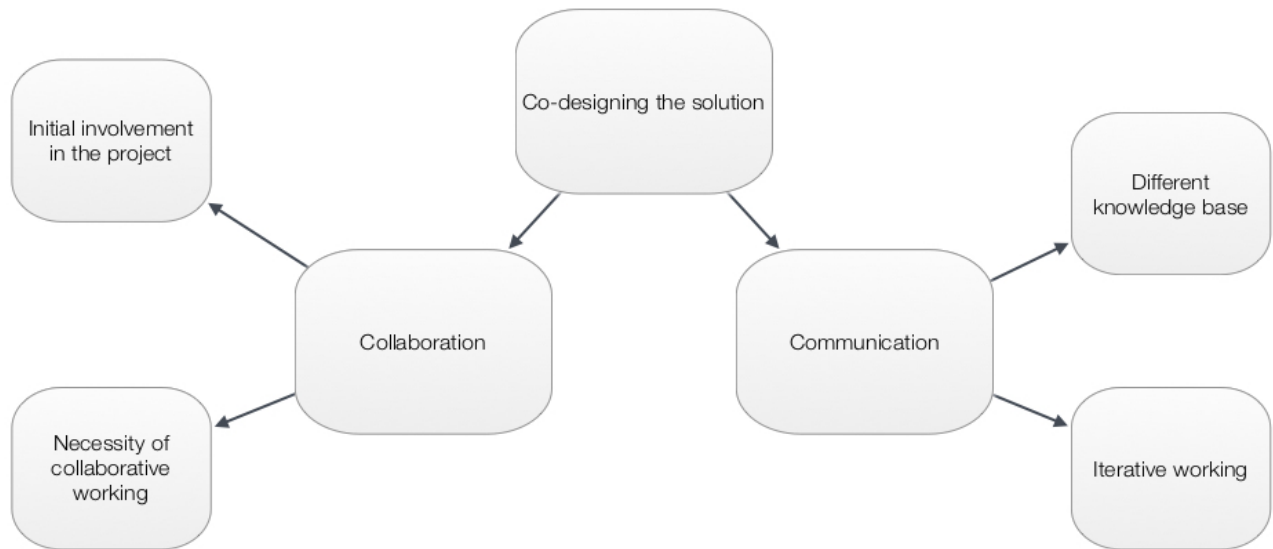 Co-designing the solution
Initial involvement
in the project
Different
knowledge base
Collaboration
Communication
Necessity of
collaborative
working
Iterative working